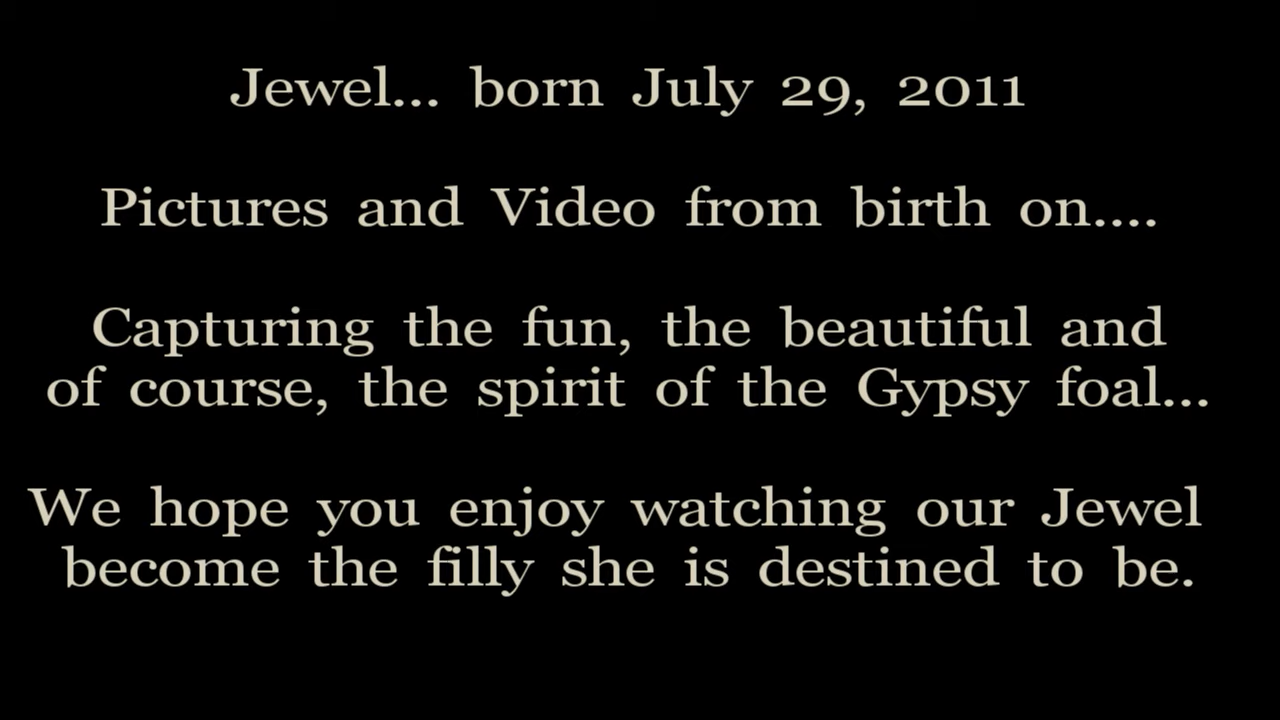 Jewel... born July 29, 2011
Pictures and Video from birth on....
Capturing the fun, the beautiful and
of course, the spirit of the Gypsy foal...
We hope you enjoy watching our Jewel
become the filly she is destined to be.